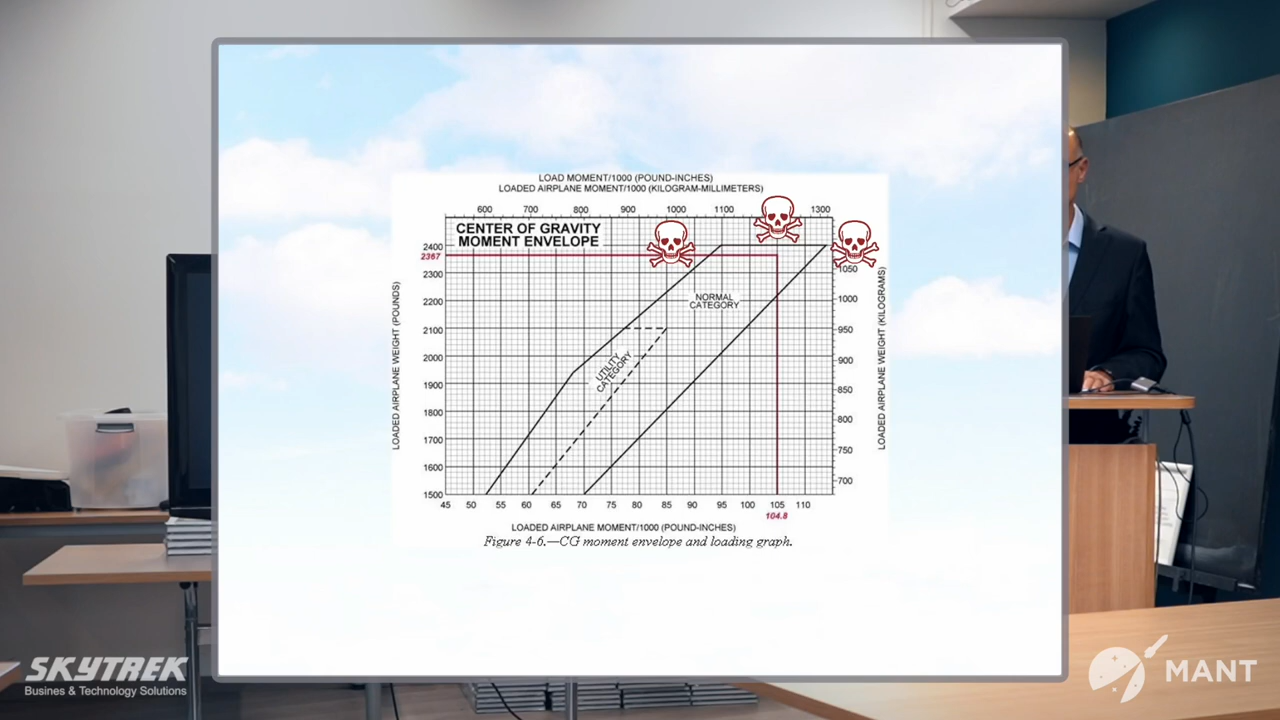 LOAD MOMENT/1000 (POUND-INCHES)
LOADED AIRPLANE MOMENT/1000 (KILOGRAM-MILLIMETERS)
600 700 800 900 1000 1100 1300
CENTER OF GRAVITY
MOMENT ENVELOPE
2400
2367
2300
2200
2100
2000
1900
1800
1700
1600
1500
LOADED AIRPLANE WEIGHT (POUNDS)
NORMAL
CATEGORY
UTILITY
CATEGORY
1050
1000
950
900
850
800
750
700
LOADED AIRPLANE WEIGHT (KILOGRAMS)
45 50 55 60 65 70 75 80 85 90 95 100 105 110
104.8
LOADED AIRPLANE MOMENT/1000 (POUND-INCHES)
Figure 4-6.—CG moment envelope and loading graph.
SKYTREK
Busines & Technology Solutions
MANT